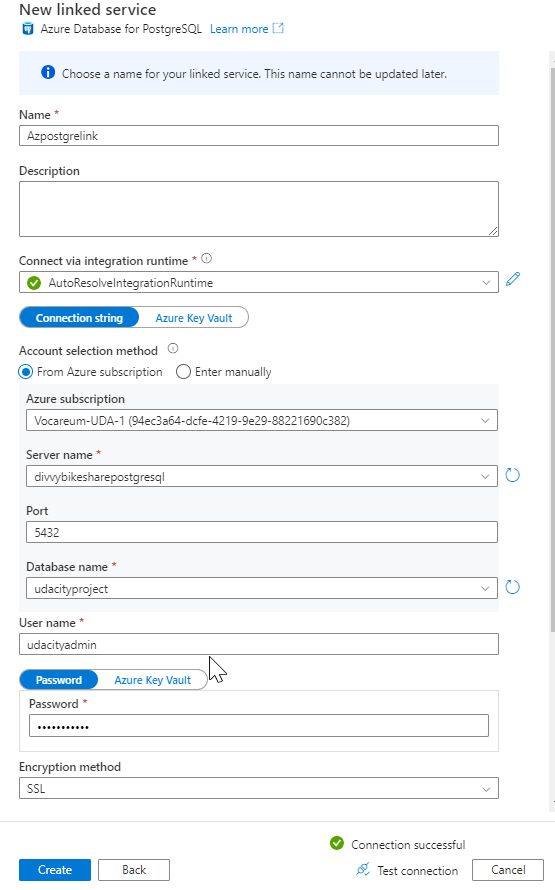 New linked service
Azure Database for PostgreSQL Learn more
Choose a name for your linked service. This name cannot be updated later.
Name *
Azpostgrelink
Description
Connect via integration runtime *
AutoResolveIntegrationRuntime
Connection string Azure Key Vault
Account selection method
From Azure subscription Enter manually
Azure subscription
Vocareum-UDA-1 (94ec3a64-dcfe-4219-9e29-88221690c382)
Server name *
divvybikesharepostgresql
Port
5432
Database name *
udacityproject
User name *
udacityadmin
Password Azure Key Vault
Password *
•••••••••••
Encryption method
SSL
Connection successful
Create Back Test connection Cancel